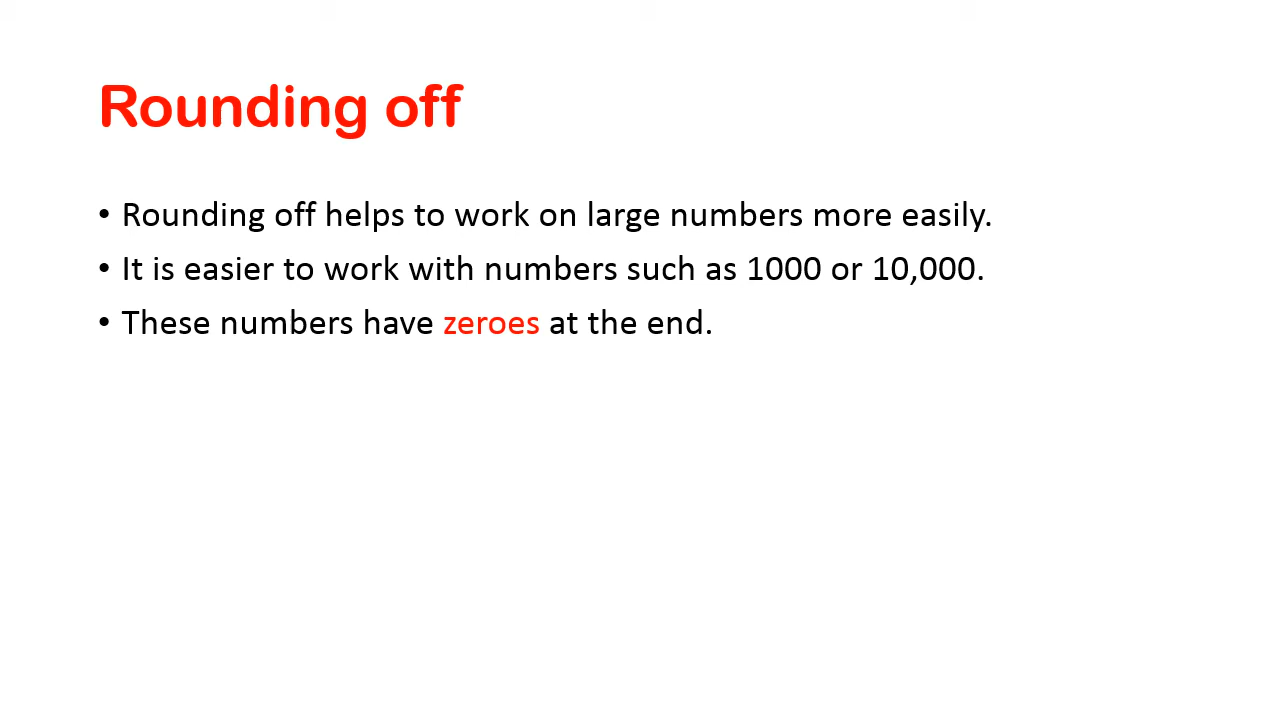 Rounding off
• Rounding off helps to work on large numbers more easily.
• It is easier to work with numbers such as 1000 or 10,000.
• These numbers have zeroes at the end.